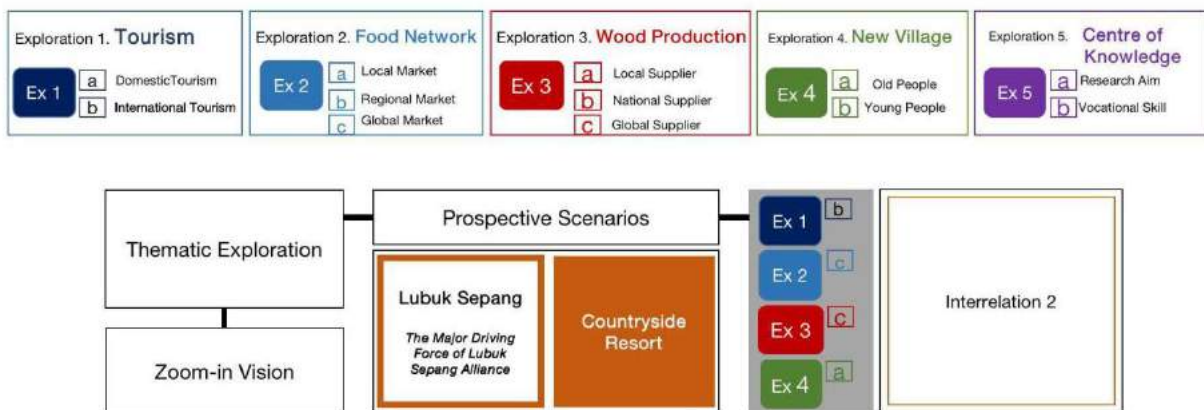 Exploration 1. Tourism
Ex 1
a DomesticTourism
b International Tourism
Exploration 2. Food Network
Ex 2
a Local Market
b Regional Market
c Global Market
Exploration 3. Wood Production
Ex 3
a Local Supplier
b National Supplier
c Global Supplier
Exploration 4. New Village
Ex 4
a Old People
b Young People
Exploration 5. Centre of
Knowledge
Ex 5
a Research Aim
b Vocational Skill
Thematic Exploration
Zoom-in Vision
Prospective Scenarios
Lubuk Sepang
The Major Driving
Force of Lubuk
Sepang Alliance
Countryside
Resort
Ex 1 b
Ex 2 c
Ex 3 c
Ex 4 a
Interrelation 2